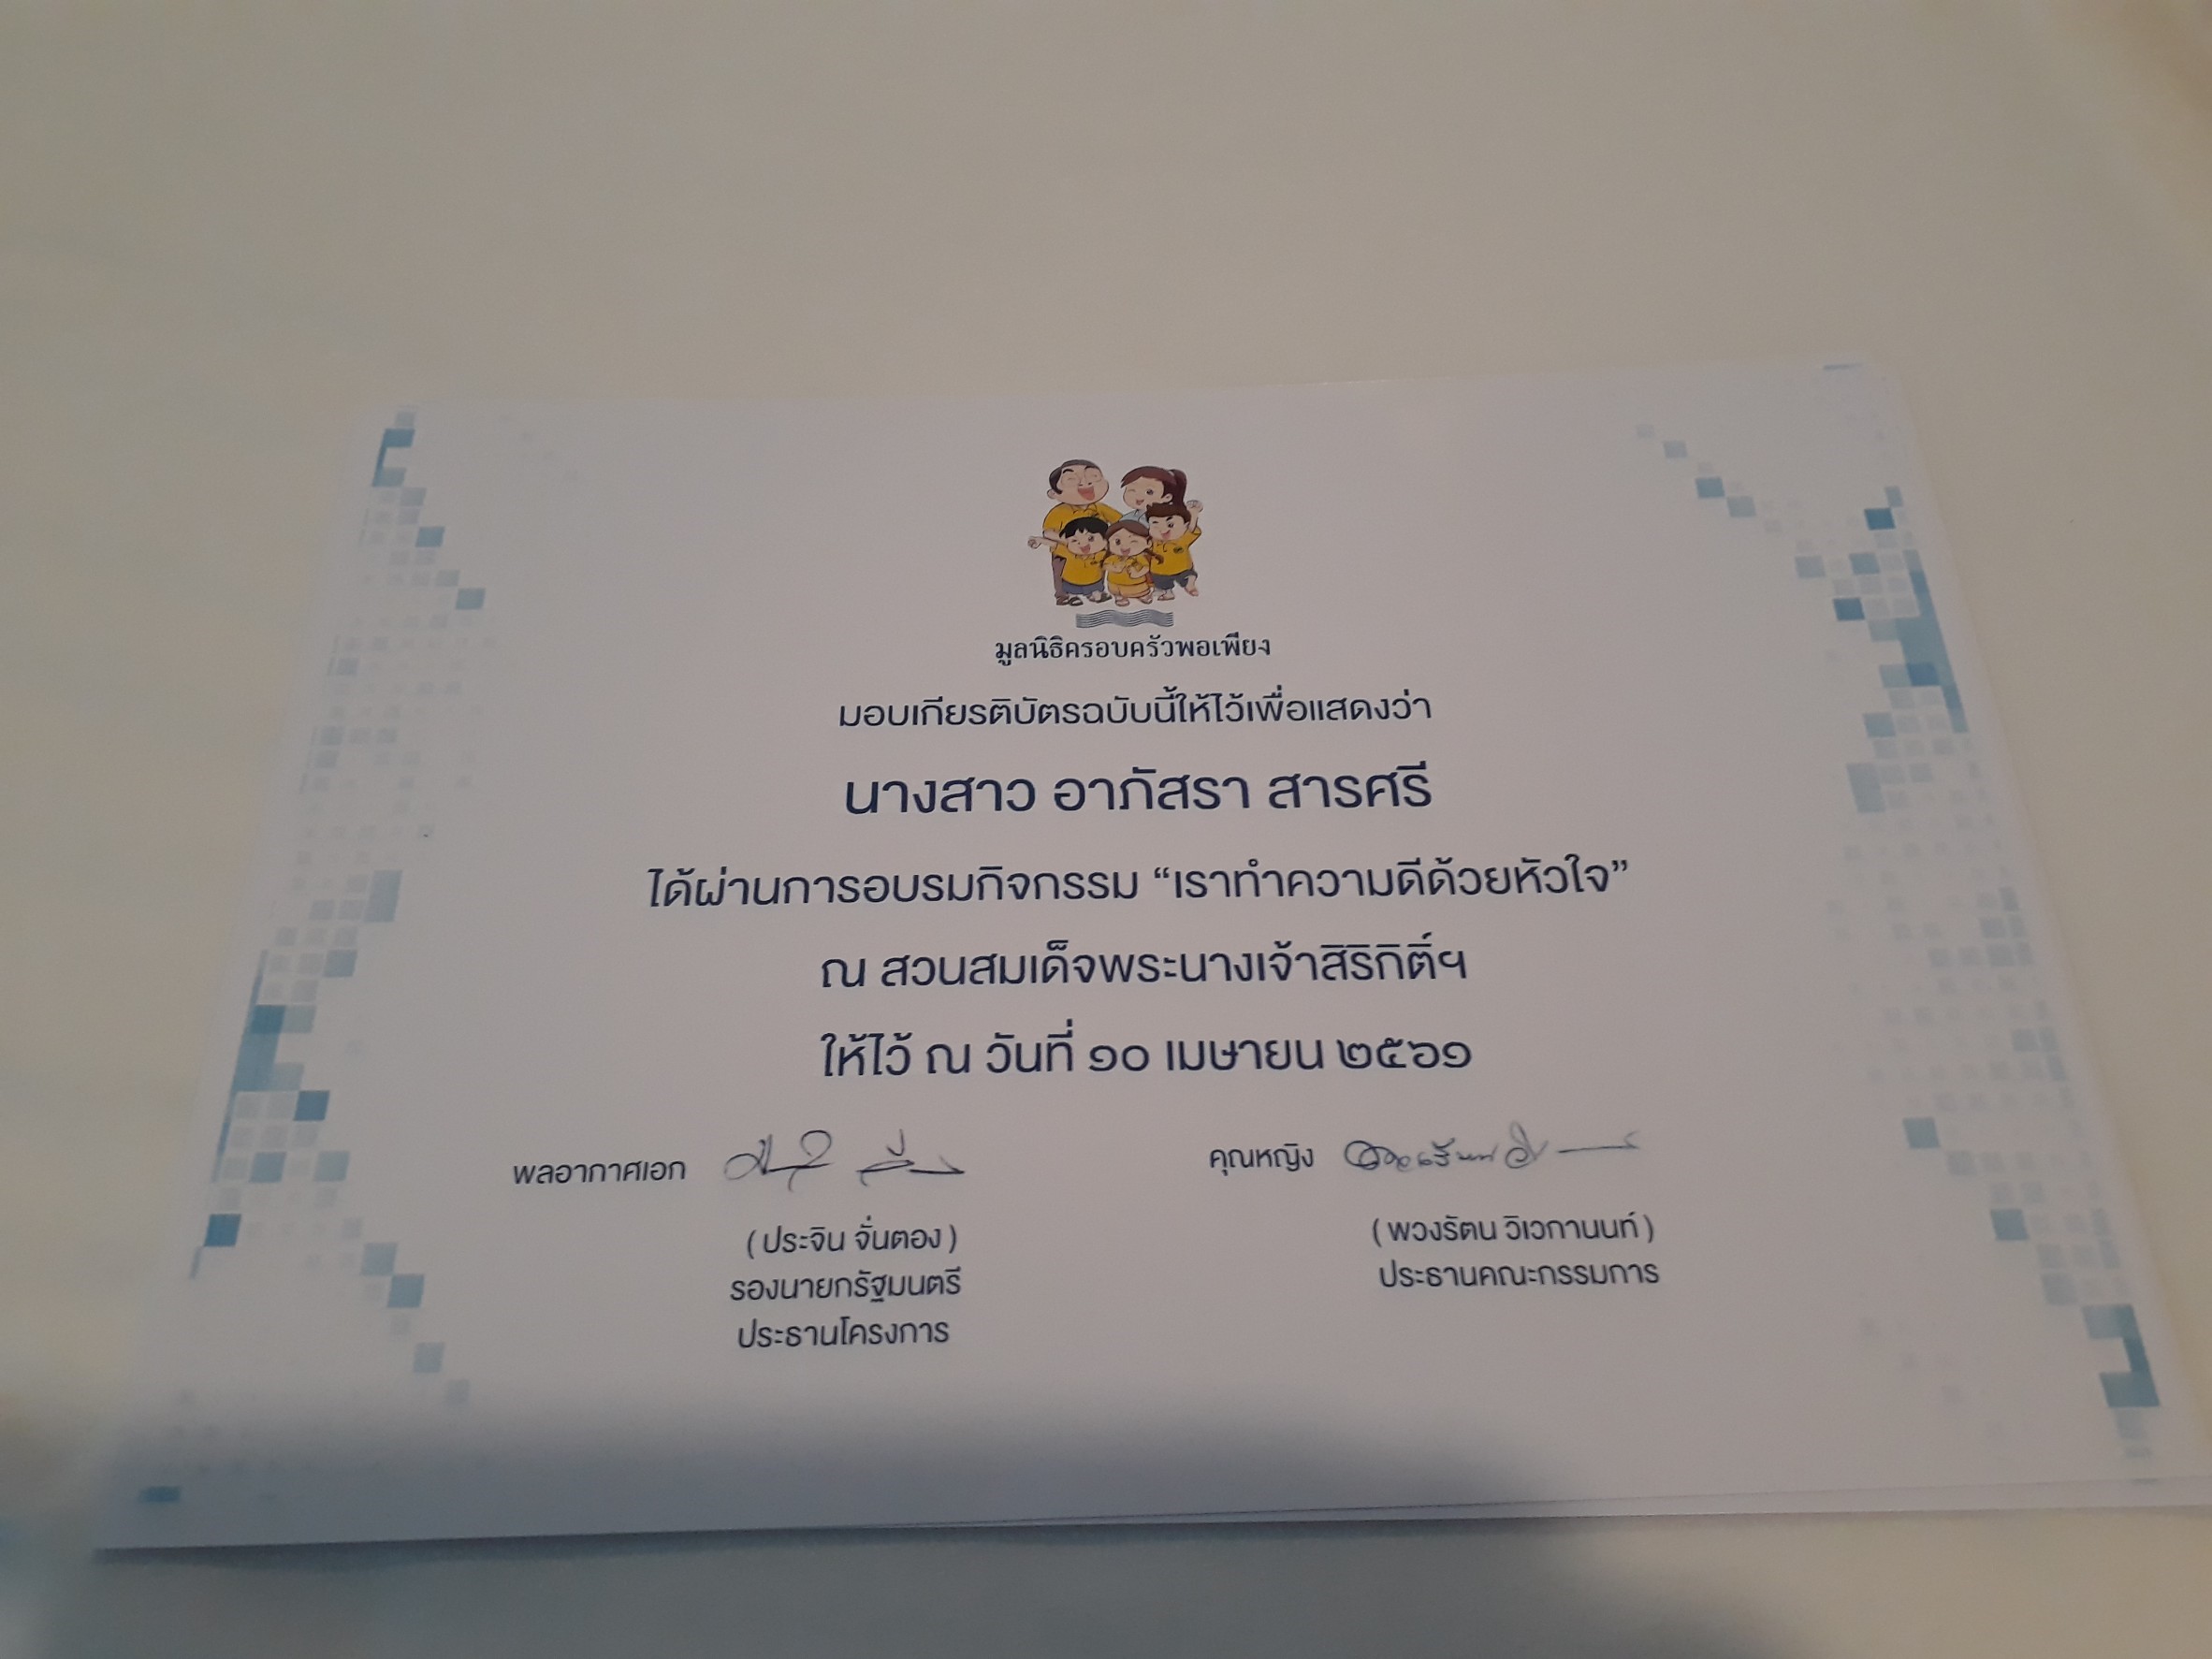 มูลนิธิครอบครัวพอเพียง
มอบเกียรติบัตรฉบับนี้ให้ไว้เพื่อแสดงว่า
นางสาว อาภัสรา สารศรี
ได้ผ่านการอบรมกิจกรรม “เราทำความดีด้วยหัวใจ”
ณ สวนสมเด็จพระนางเจ้าสิริกิติ์ฯ
ให้ไว้ ณ วันที่ ๑๐ เมษายน ๒๕๖๑
พลอากาศเอก
(ประจิน จั่นตอง)
รองนายกรัฐมนตรี
ประธานโครงการ
คุณหญิง
(พวงรัตน วิเวกานนท์)
ประธานคณะกรรมการ